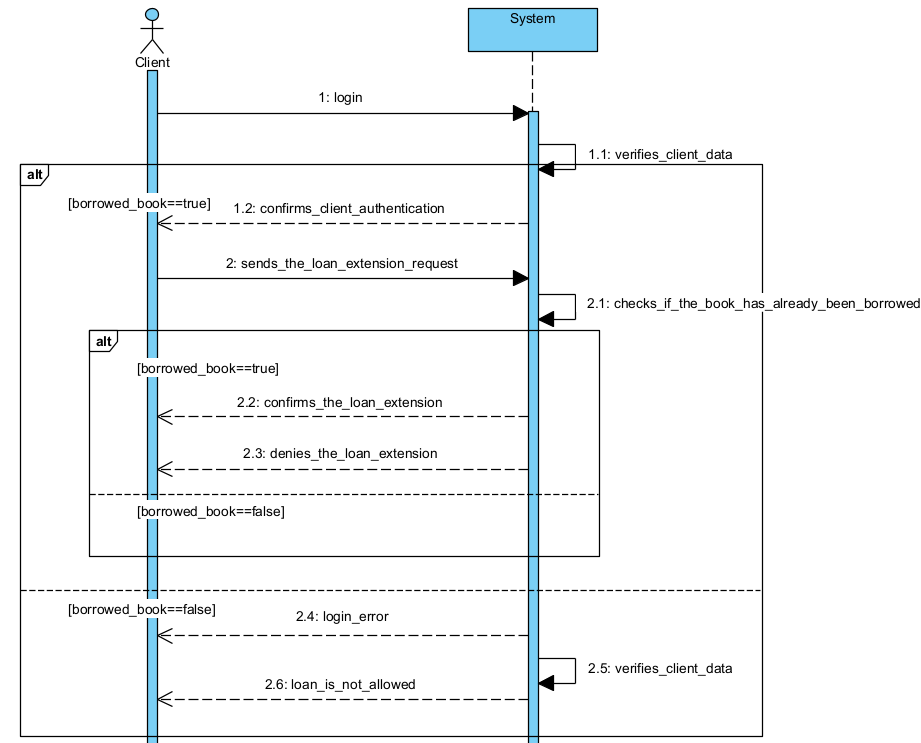 System
Client
1: login
1.1: verifies_client_data
alt
[borrowed_book==true]
1.2: confirms_client_authentication
2: sends_the_loan_extension_request
2.1: checks_if_the_book_has_already_been_borrowed
alt
[borrowed_book==true]
2.2: confirms_the_loan_extension
2.3: denies_the_loan_extension
[borrowed_book==false]
[borrowed_book==false]
2.4: login_error
2.5: verifies_client_data
2.6: loan_is_not_allowed